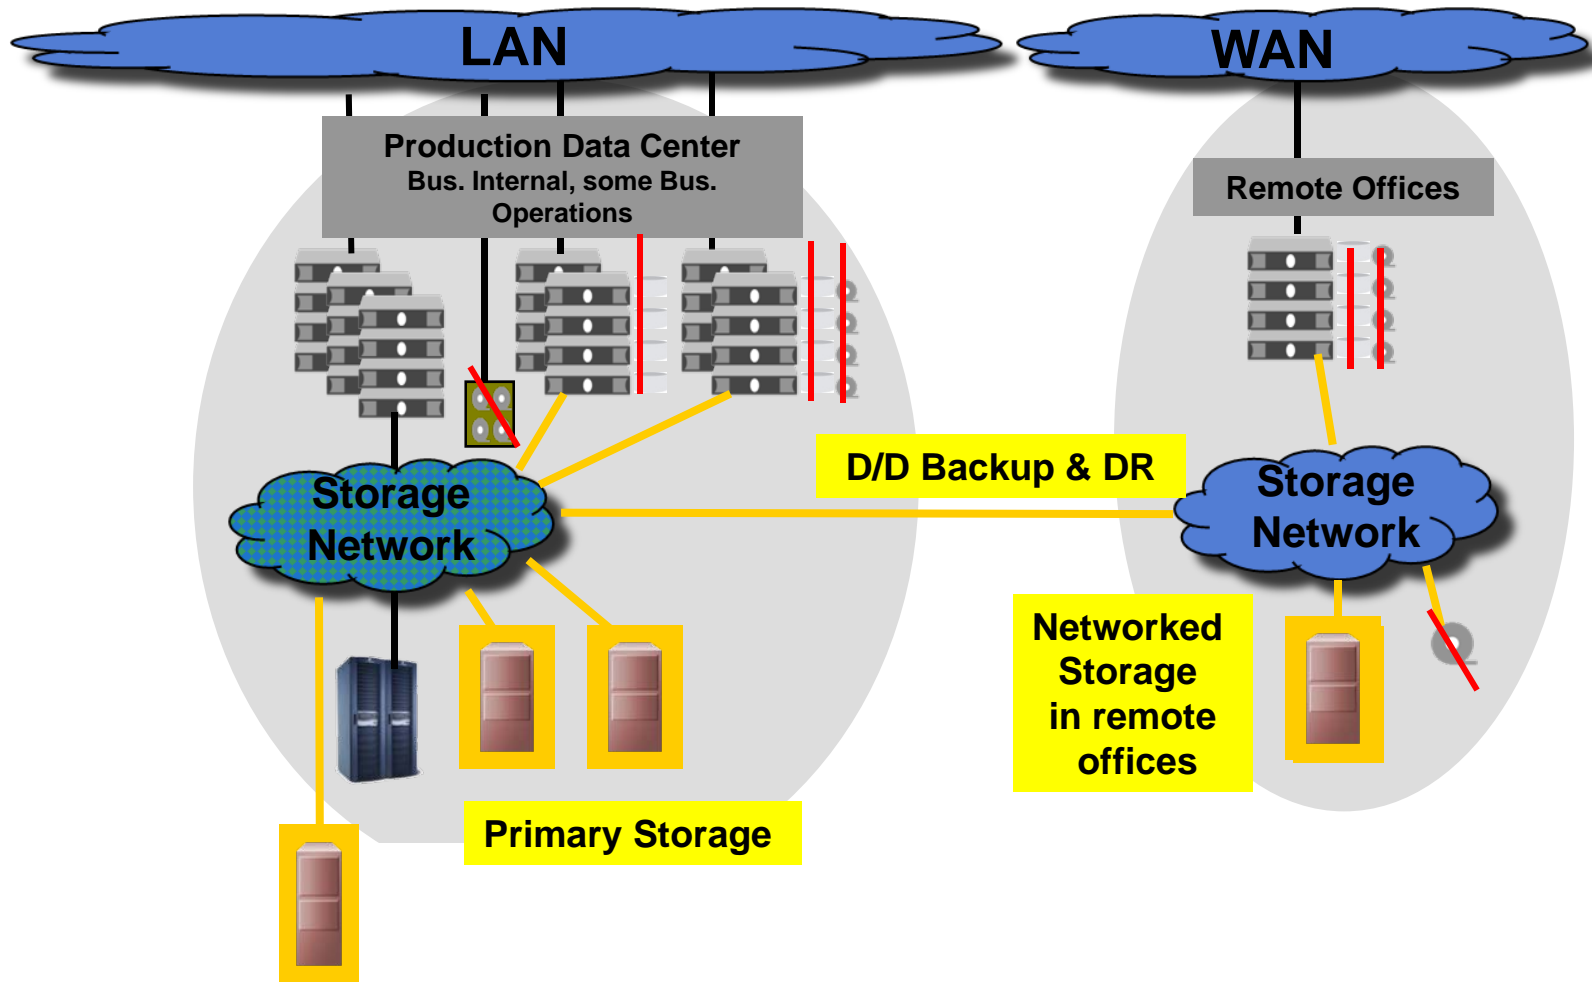 LAN
WAN
Production Data Center
Bus. Internal, some Bus.
Operations
Remote Offices
D/D Backup & DR
Storage
Network
Storage
Network
Networked
Storage
in remote
offices
Primary Storage